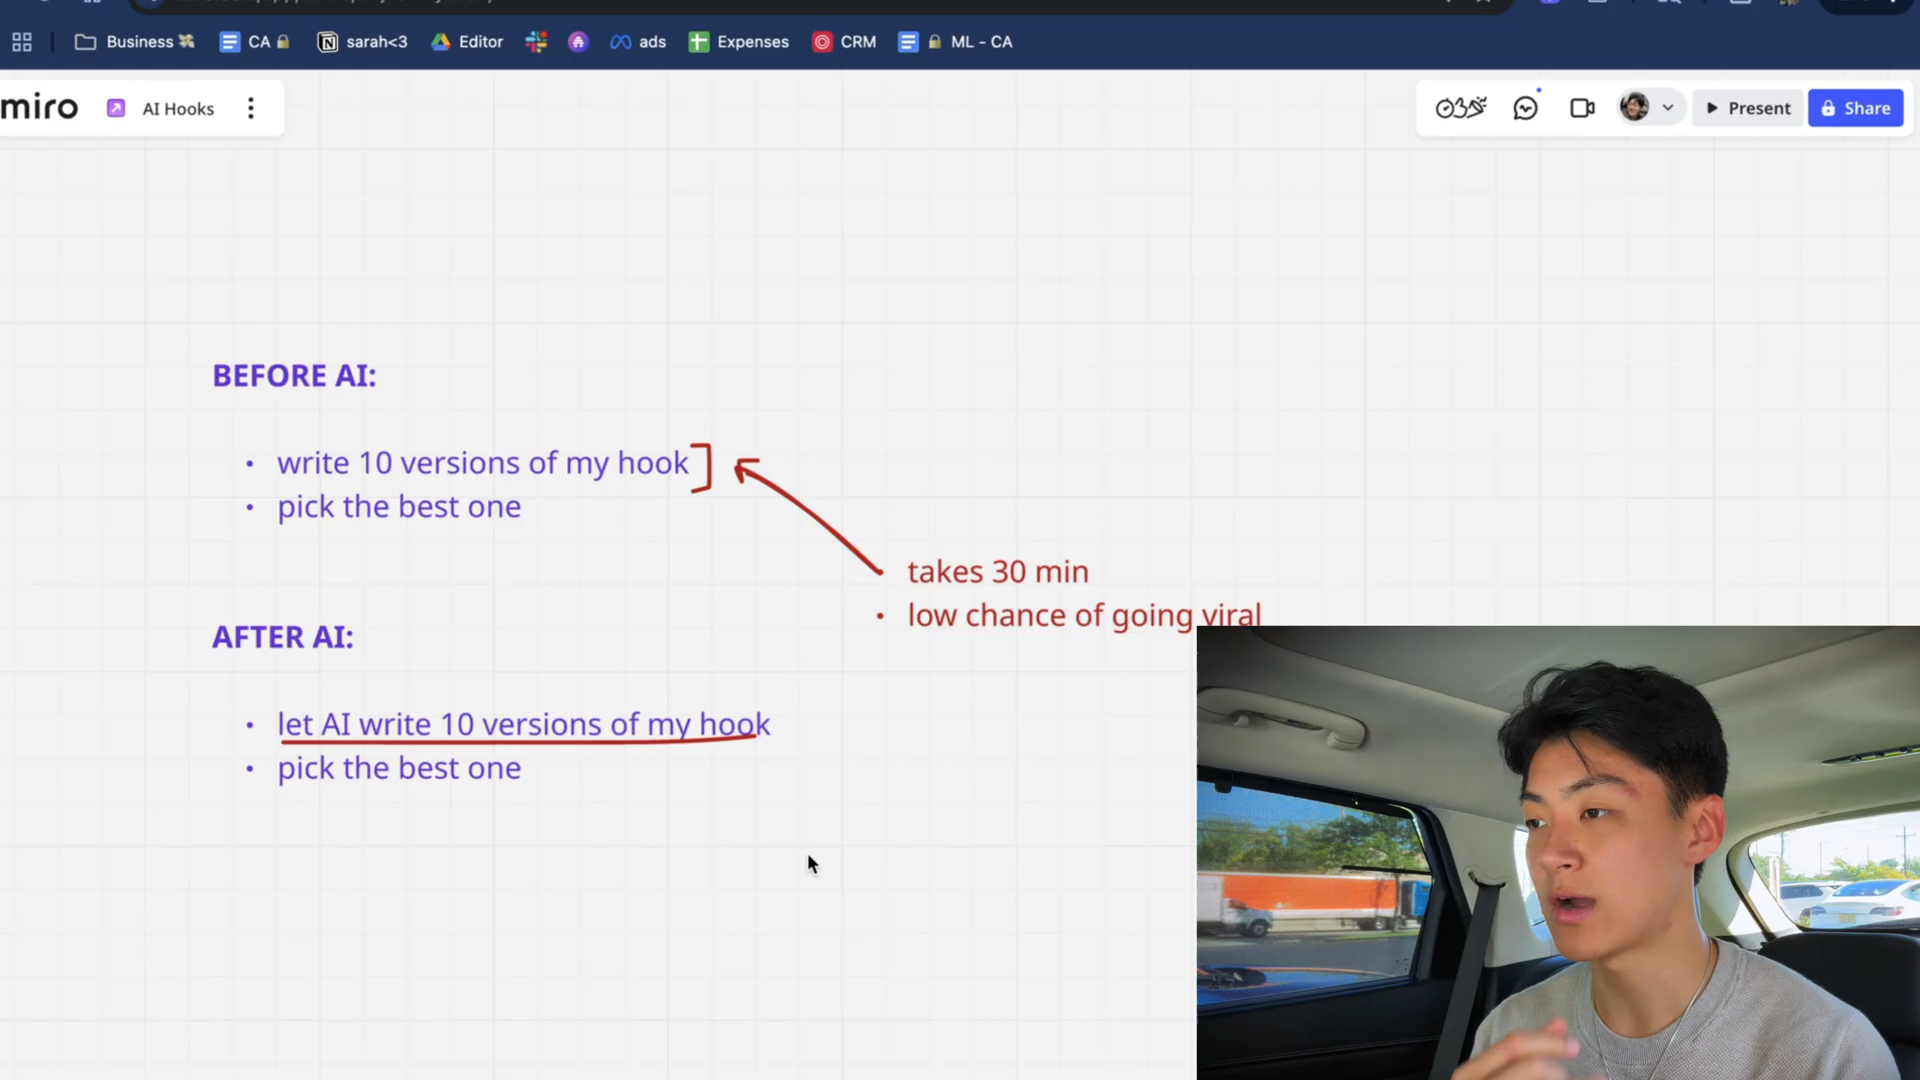 Business
CA
sarah<3
Editor
ads
Expenses
CRM
ML - CA
miro
AI Hooks
Present
Share
BEFORE AI:
• write 10 versions of my hook
• pick the best one
• takes 30 min
• low chance of going viral
AFTER AI:
• let AI write 10 versions of my hook
• pick the best one